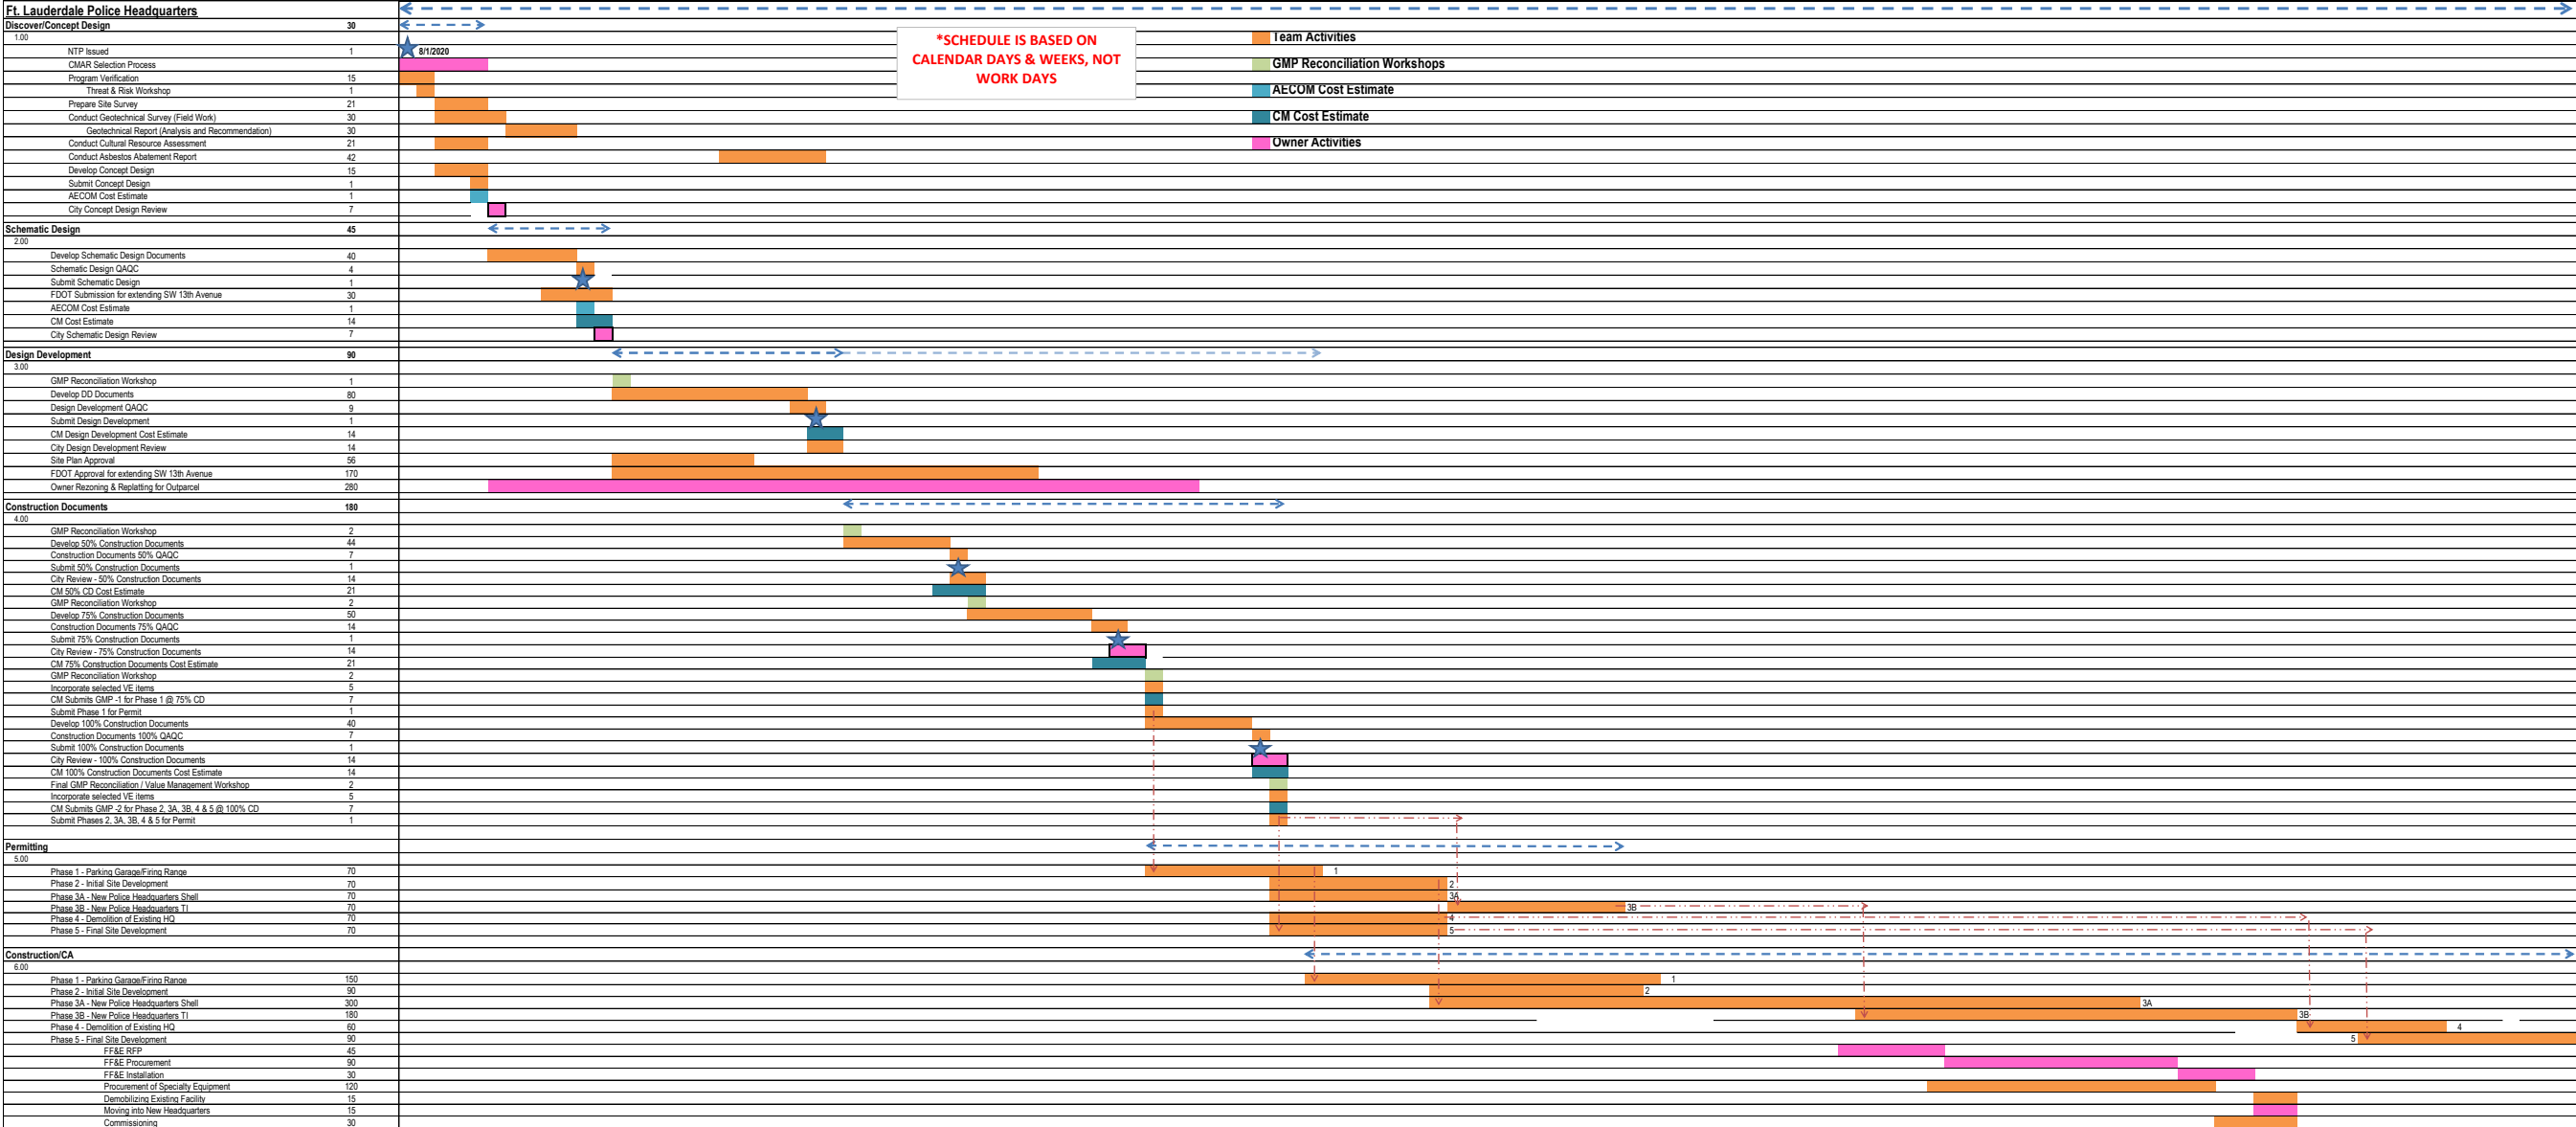 Ft. Lauderdale Police Headquarters
Discover/Concept Design 30
1.00
NTP Issued 1 8/1/2020
CMAR Selection Process
Program Verification 15
Threat & Risk Workshop 1
Prepare Site Survey 21
Conduct Geotechnical Survey (Field Work) 30
Geotechnical Report (Analysis and Recommendation) 30
Conduct Cultural Resource Assessment 21
Conduct Asbestos Abatement Report 42
Develop Concept Design 15
Submit Concept Design 1
AECOM Cost Estimate 1
City Concept Design Review 7
*SCHEDULE IS BASED ON
CALENDAR DAYS & WEEKS, NOT
WORK DAYS
Team Activities
GMP Reconciliation Workshops
AECOM Cost Estimate
CM Cost Estimate
Owner Activities
Schematic Design 45
2.00
Develop Schematic Design Documents 40
Schematic Design QAQC 4
Submit Schematic Design 1
FDOT Submission for extending SW 13th Avenue 30
AECOM Cost Estimate 1
CM Cost Estimate 14
City Schematic Design Review 7
Design Development 90
3.00
GMP Reconciliation Workshop 1
Develop DD Documents 80
Design Development QAQC 9
Submit Design Development 1
CM Design Development Cost Estimate 14
City Design Development Review 14
Site Plan Approval 56
FDOT Approval for extending SW 13th Avenue 170
Owner Rezoning & Replatting for Outparcel 280
Construction Documents 180
4.00
GMP Reconciliation Workshop 2
Develop 50% Construction Documents 44
Construction Documents 50% QAQC 7
Submit 50% Construction Documents 1
City Review - 50% Construction Documents 14
CM 50% CD Cost Estimate 21
GMP Reconciliation Workshop 2
Develop 75% Construction Documents 50
Construction Documents 75% QAQC 14
Submit 75% Construction Documents 1
City Review - 75% Construction Documents 14
CM 75% Construction Documents Cost Estimate 21
GMP Reconciliation Workshop 2
Incorporate selected VE items 5
CM Submits GMP -1 for Phase 1 @ 75% CD 7
Submit Phase 1 for Permit 1
Develop 100% Construction Documents 40
Construction Documents 100% QAQC 7
Submit 100% Construction Documents 1
City Review - 100% Construction Documents 14
CM 100% Construction Documents Cost Estimate 14
Final GMP Reconciliation / Value Management Workshop 2
Incorporate selected VE items 5
CM Submits GMP -2 for Phase 2, 3A, 3B, 4 & 5 @ 100% CD 7
Submit Phases 2, 3A, 3B, 4 & 5 for Permit 1
Permitting
5.00
Phase 1 - Parking Garage/Firing Range 70 1
Phase 2 - Initial Site Development 70 2
Phase 3A - New Police Headquarters Shell 70 3A
Phase 3B - New Police Headquarters TI 70 3B
Phase 4 - Demolition of Existing HQ 70 4
Phase 5 - Final Site Development 70 5
Construction/CA
6.00
Phase 1 - Parking Garage/Firing Range 150 1
Phase 2 - Initial Site Development 90 2
Phase 3A - New Police Headquarters Shell 300 3A
Phase 3B - New Police Headquarters TI 180 3B
Phase 4 - Demolition of Existing HQ 60 4
Phase 5 - Final Site Development 90 5
FF&E RFP 45
FF&E Procurement 90
FF&E Installation 30
Procurement of Specialty Equipment 120
Demobilizing Existing Facility 15
Moving into New Headquarters 15
Commissioning 30